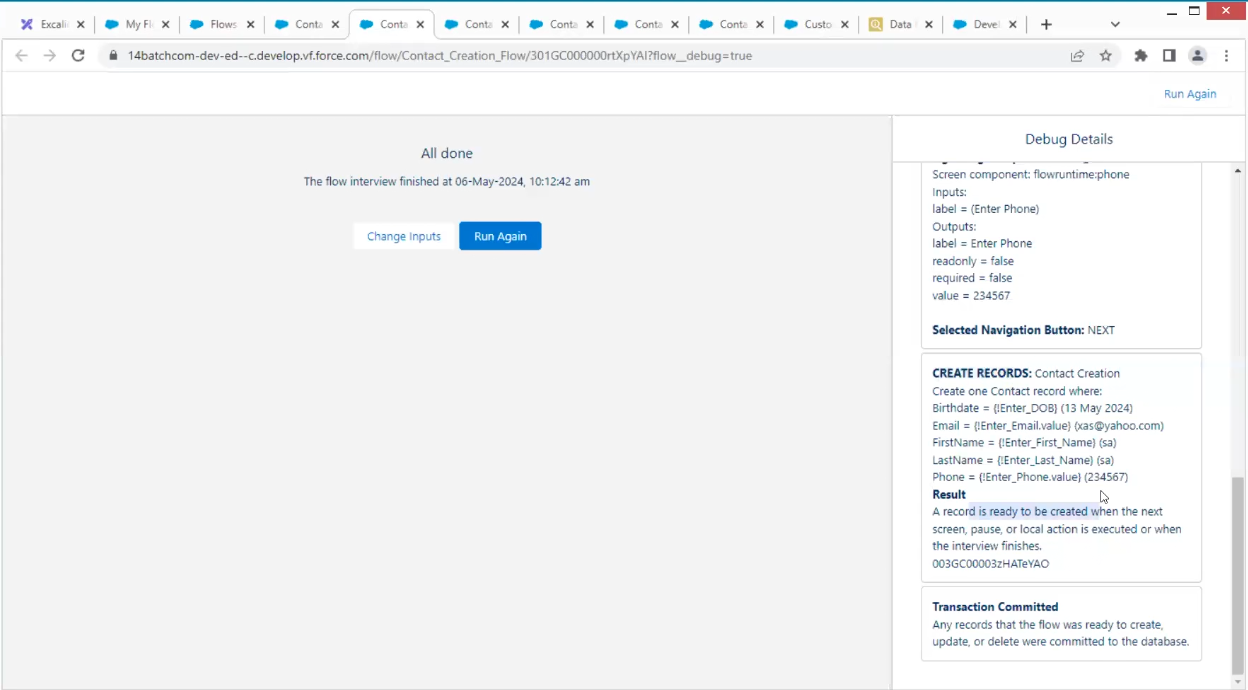 Excali
My Fl
Flows
Conta
Conta
Conta
Conta
Conta
Conta
Custo
Data
Devel
14batchcom-dev-ed--c.develop.vf.force.com/flow/Contact_Creation_Flow/301GC000000rtXpYAI?flow__debug=true
Run Again
All done
The flow interview finished at 06-May-2024, 10:12:42 am
Change Inputs
Run Again
Debug Details
Screen component: flowruntime:phone
Inputs:
label = (Enter Phone)
Outputs:
label = Enter Phone
readonly = false
required = false
value = 234567
Selected Navigation Button: NEXT
CREATE RECORDS: Contact Creation
Create one Contact record where:
Birthdate = {!Enter_DOB} (13 May 2024)
Email = {!Enter_Email.value} (xas@yahoo.com)
FirstName = {!Enter_First_Name} (sa)
LastName = {!Enter_Last_Name} (sa)
Phone = {!Enter_Phone.value} (234567)
Result
A record is ready to be created when the next
screen, pause, or local action is executed or when
the interview finishes.
003GC00003zHATeYAO
Transaction Committed
Any records that the flow was ready to create,
update, or delete were committed to the database.